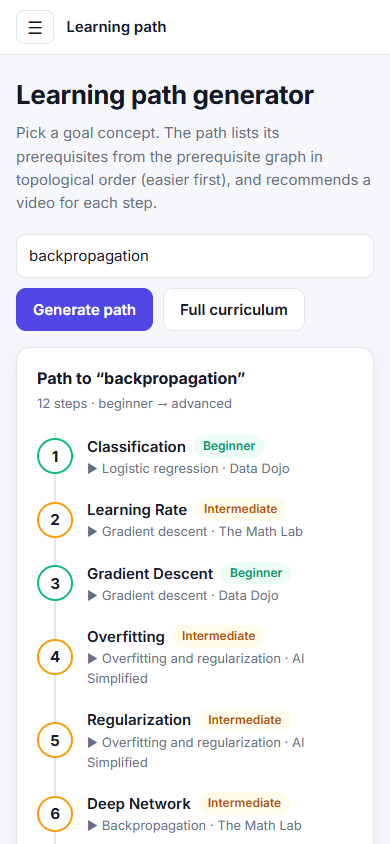 ☰ Learning path
Learning path generator
Pick a goal concept. The path lists its
prerequisites from the prerequisite graph in
topological order (easier first), and recommends a
video for each step.
backpropagation
Generate path Full curriculum
Path to “backpropagation”
12 steps · beginner → advanced
1 Classification Beginner
▶ Logistic regression · Data Dojo
2 Learning Rate Intermediate
▶ Gradient descent · The Math Lab
3 Gradient Descent Beginner
▶ Gradient descent · Data Dojo
4 Overfitting Intermediate
▶ Overfitting and regularization · AI
Simplified
5 Regularization Intermediate
▶ Overfitting and regularization · AI
Simplified
6 Deep Network Intermediate
▶ Backpropagation · The Math Lab